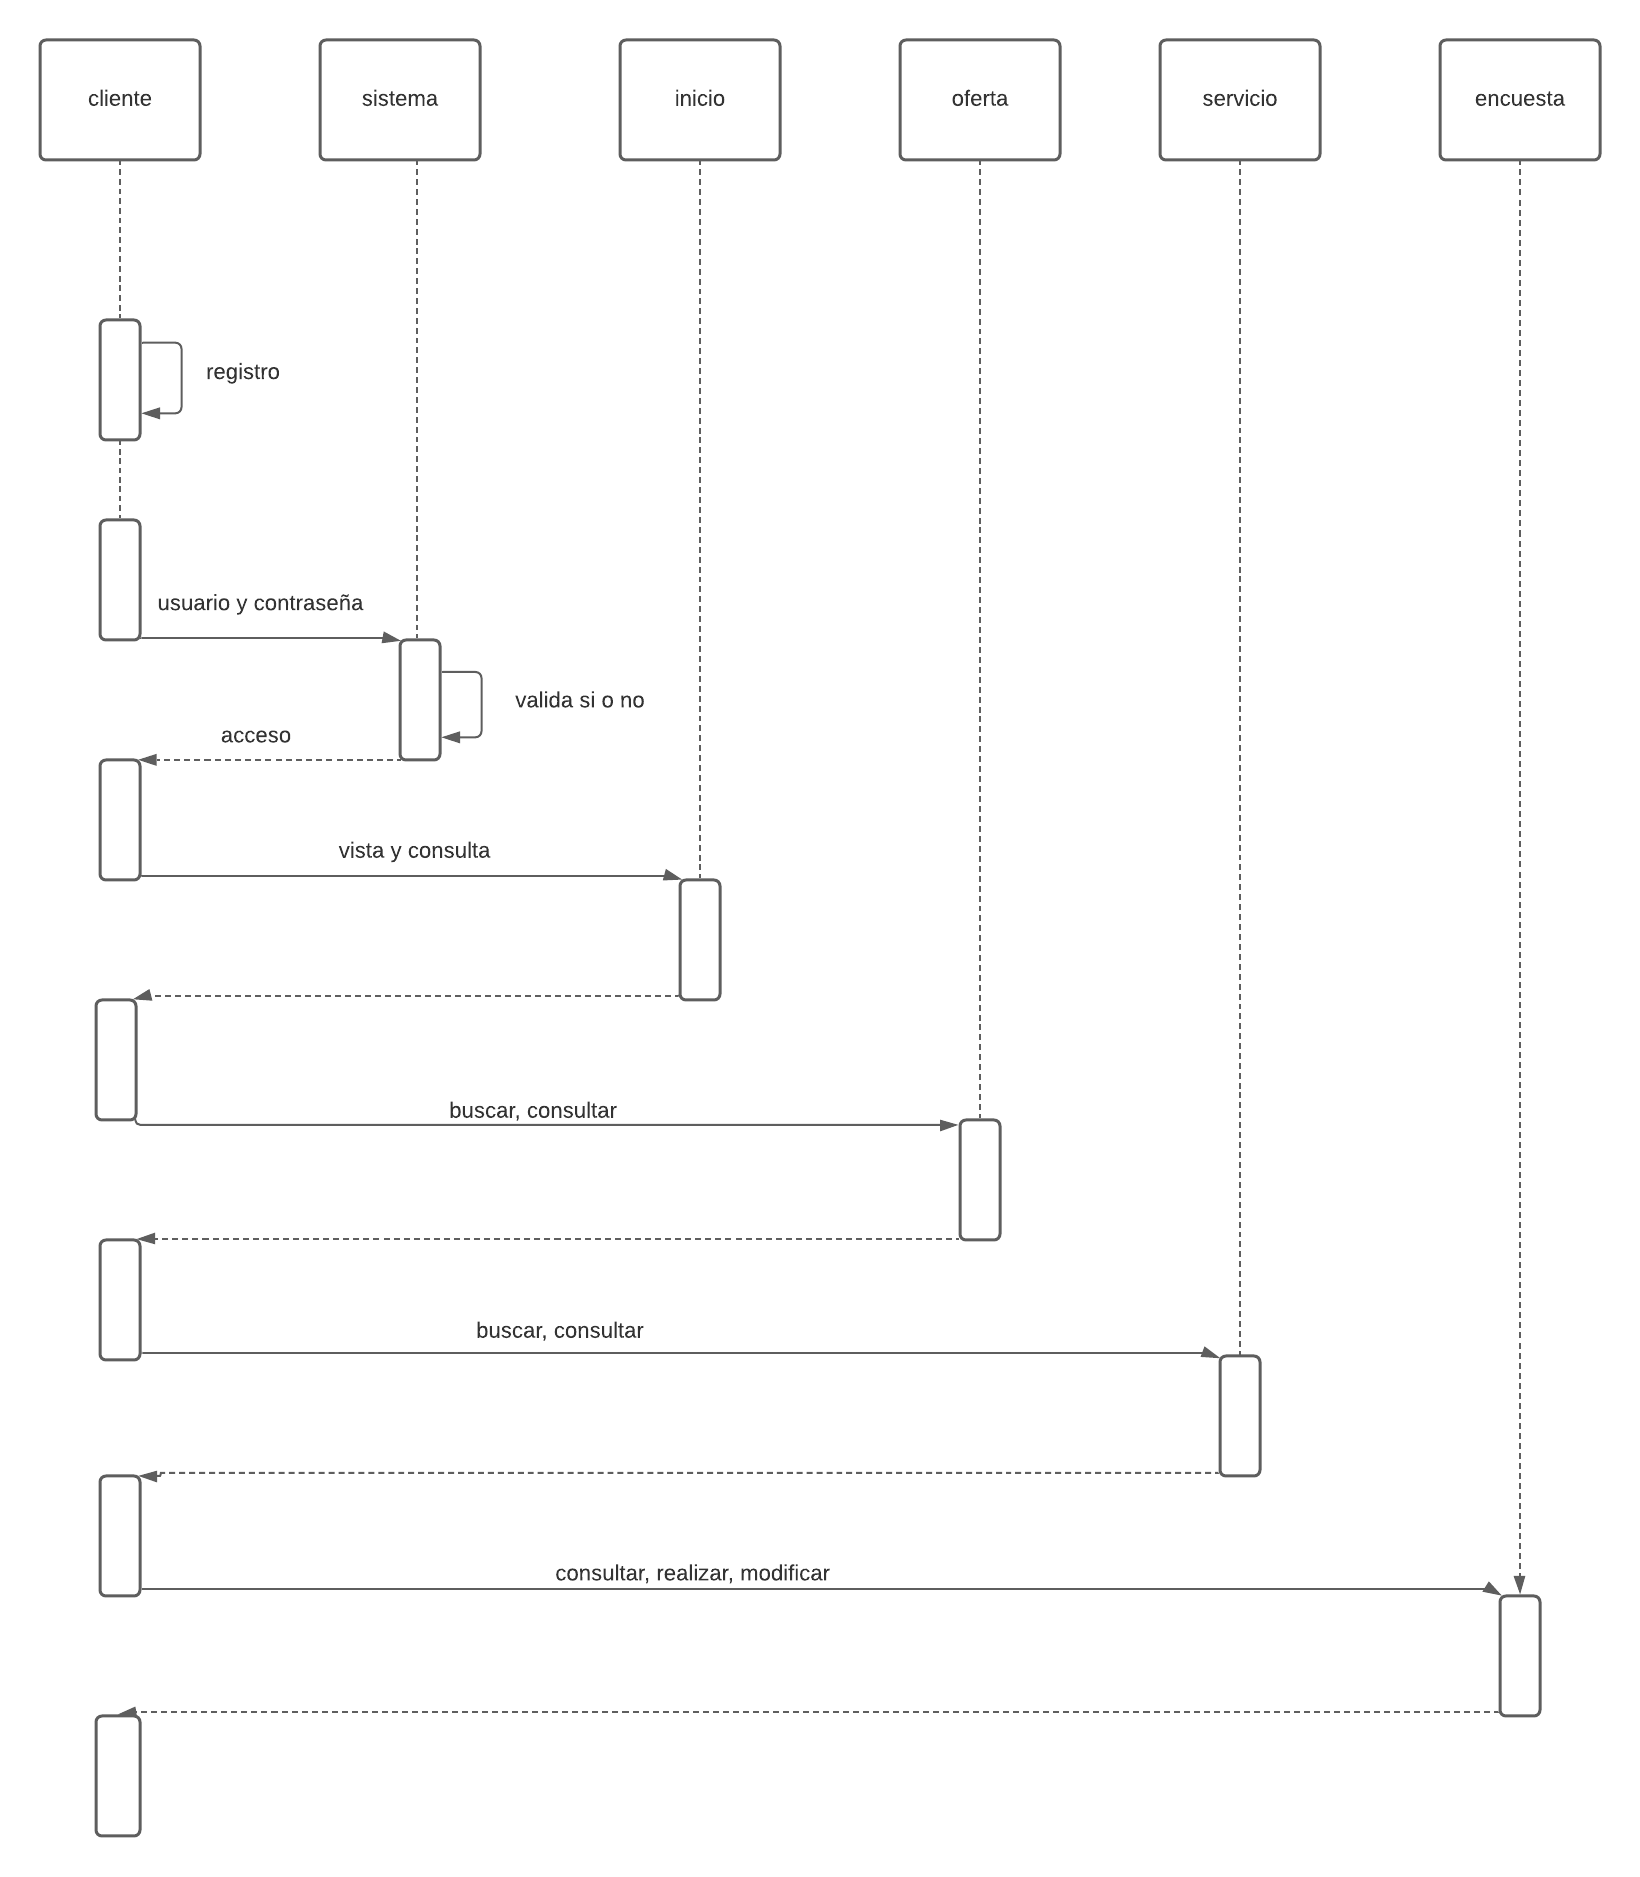 cliente
sistema
inicio
oferta
servicio
encuesta
registro
usuario y contraseña
valida si o no
acceso
vista y consulta
buscar, consultar
buscar, consultar
consultar, realizar, modificar